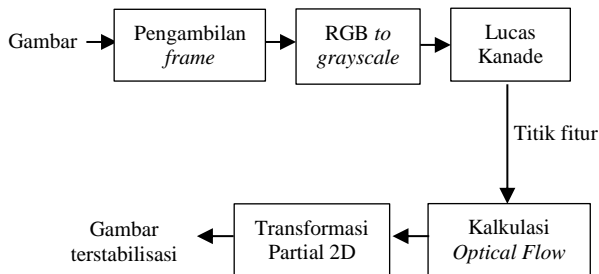 Gambar
Pengambilan
frame
RGB to
grayscale
Lucas
Kanade
Titik fitur
Kalkulasi
Optical Flow
Transformasi
Partial 2D
Gambar
terstabilisasi